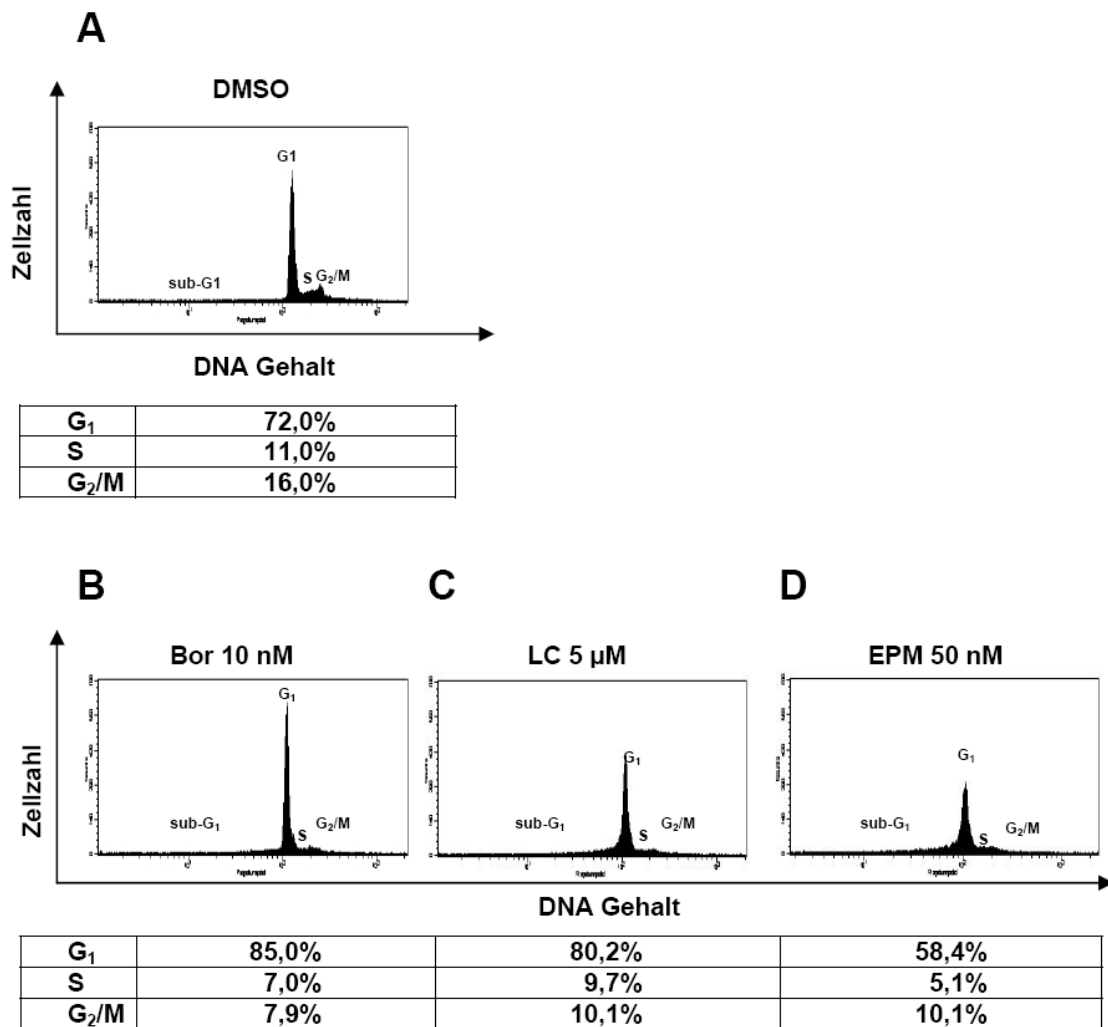 A
DMSO
G1
sub-G1
S
G₂/M
Zellzahl
DNA Gehalt
G₁ 72,0%
S 11,0%
G₂/M 16,0%
B C D
Bor 10 nM LC 5 µM EPM 50 nM
G₁ G₁ G₁
sub-G₁ S G₂/M sub-G₁ S G₂/M sub-G₁ S G₂/M
Zellzahl
DNA Gehalt
G₁ 85,0% 80,2% 58,4%
S 7,0% 9,7% 5,1%
G₂/M 7,9% 10,1% 10,1%